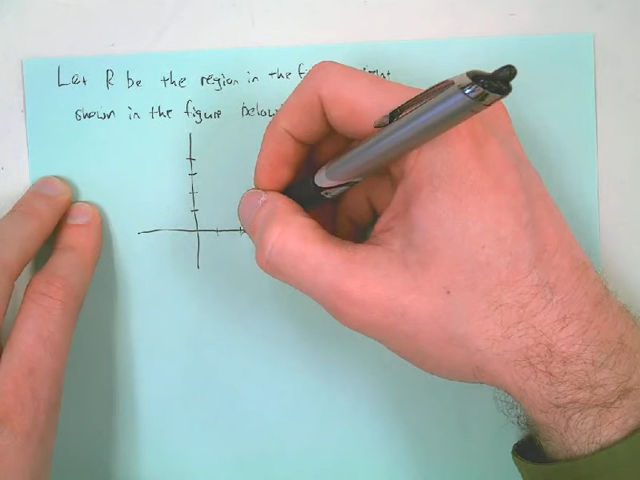 Let R be the region in the
shown in the figure below